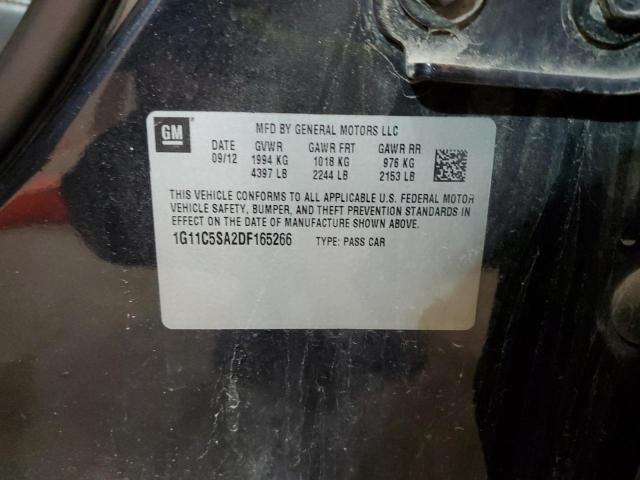 GM
MFD BY GENERAL MOTORS LLC
DATE GVWR GAWR FRT GAWR RR
09/12 1994 KG 1018 KG 976 KG
4397 LB 2244 LB 2153 LB
THIS VEHICLE CONFORMS TO ALL APPLICABLE U.S. FEDERAL MOTOR
VEHICLE SAFETY, BUMPER, AND THEFT PREVENTION STANDARDS IN
EFFECT ON THE DATE OF MANUFACTURE SHOWN ABOVE.
1G11C5SA2DF165266 TYPE: PASS CAR